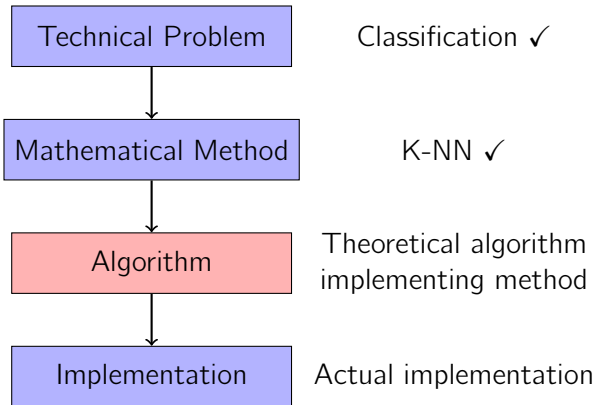 Technical Problem
Classification ✓
Mathematical Method
K-NN ✓
Algorithm
Theoretical algorithm
implementing method
Implementation
Actual implementation